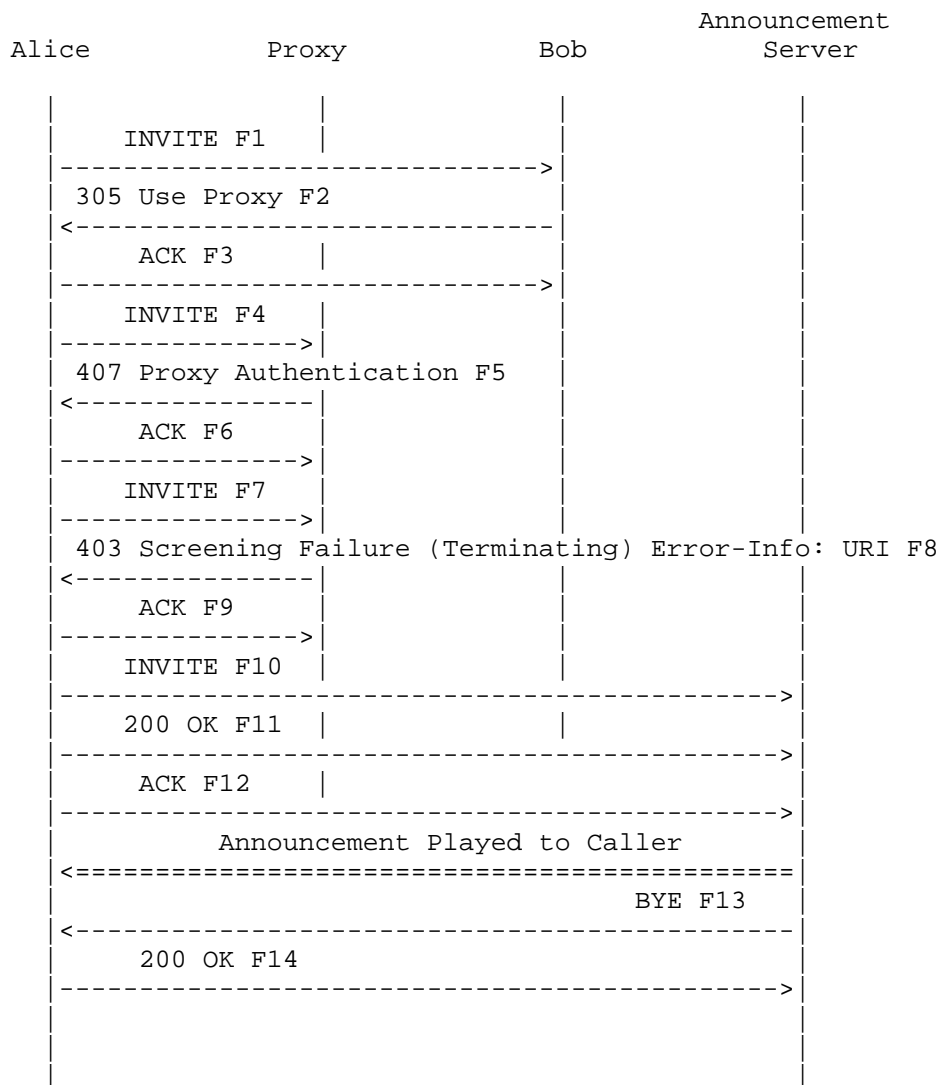 Announcement
Alice Proxy Bob Server
INVITE F1
305 Use Proxy F2
ACK F3
INVITE F4
407 Proxy Authentication F5
ACK F6
INVITE F7
403 Screening Failure (Terminating) Error-Info: URI F8
ACK F9
INVITE F10
200 OK F11
ACK F12
Announcement Played to Caller
BYE F13
200 OK F14